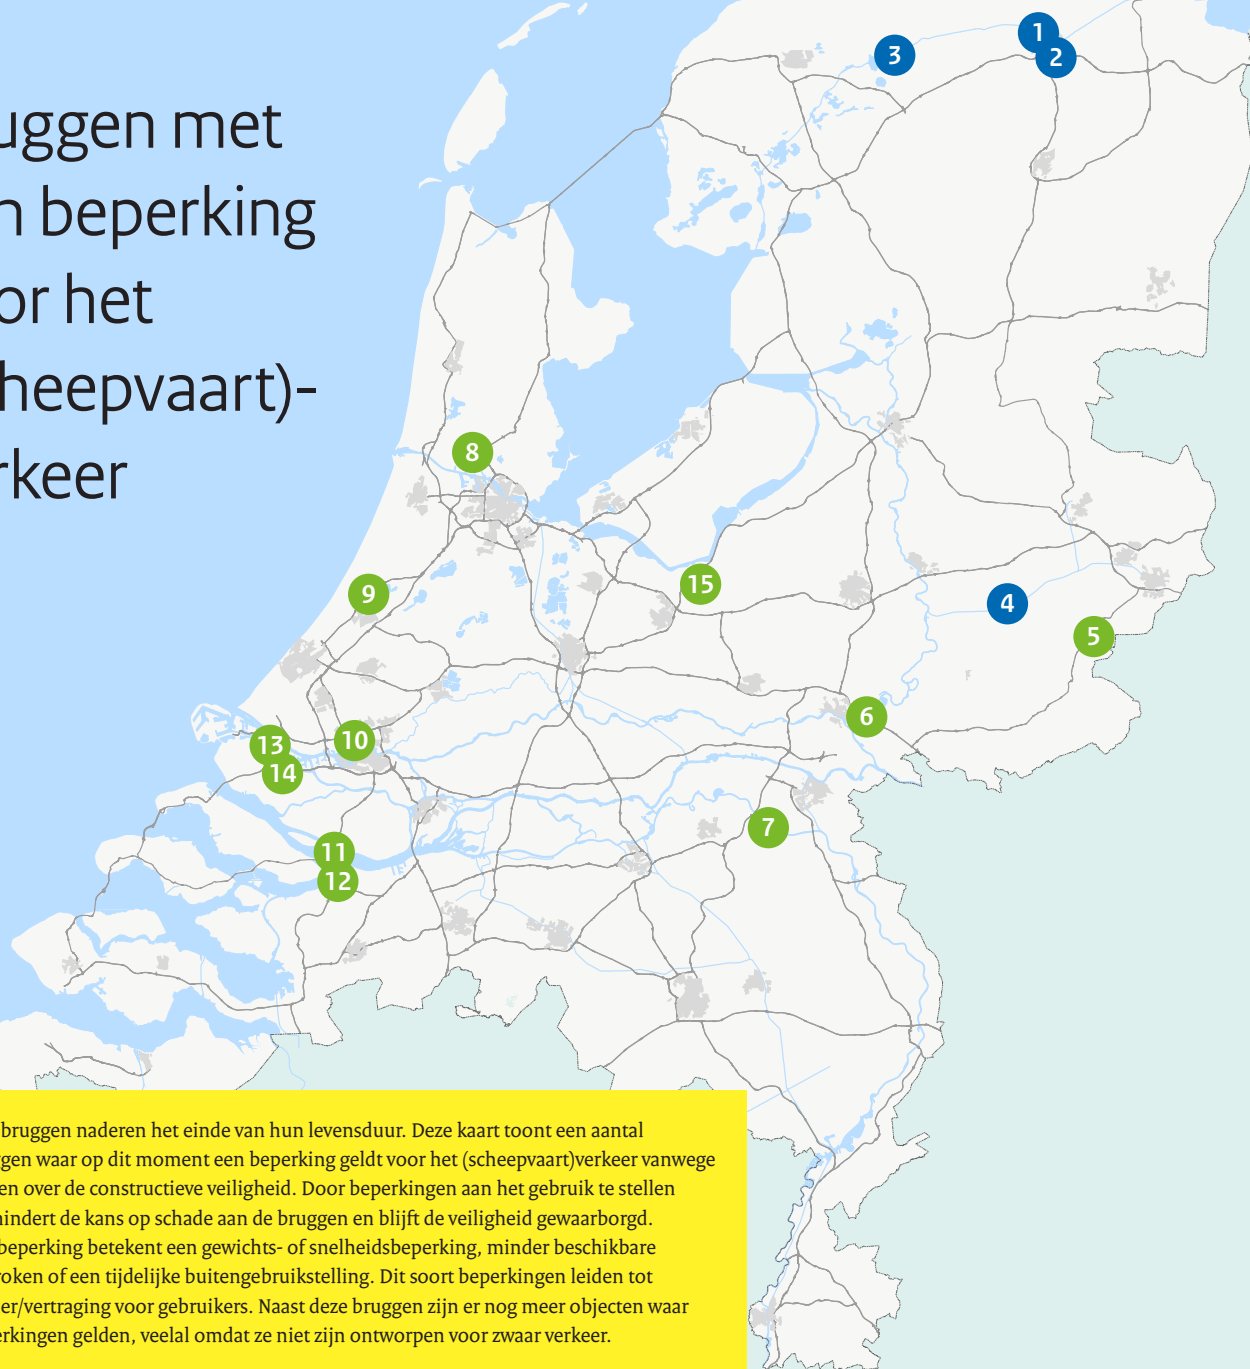 uggen met
n beperking
or het
heepvaart)-
rkeer
1
2
3
8
15
9
4
5
6
13
10
14
7
11
12
bruggen naderen het einde van hun levensduur. Deze kaart toont een aantal
gen waar op dit moment een beperking geldt voor het (scheepvaart)verkeer vanwege
en over de constructieve veiligheid. Door beperkingen aan het gebruik te stellen
indert de kans op schade aan de bruggen en blijft de veiligheid gewaarborgd.
beperking betekent een gewichts- of snelheidsbeperking, minder beschikbare
roken of een tijdelijke buitengebruikstelling. Dit soort beperkingen leiden tot
er/vertraging voor gebruikers. Naast deze bruggen zijn er nog meer objecten waar
erkingen gelden, veelal omdat ze niet zijn ontworpen voor zwaar verkeer.